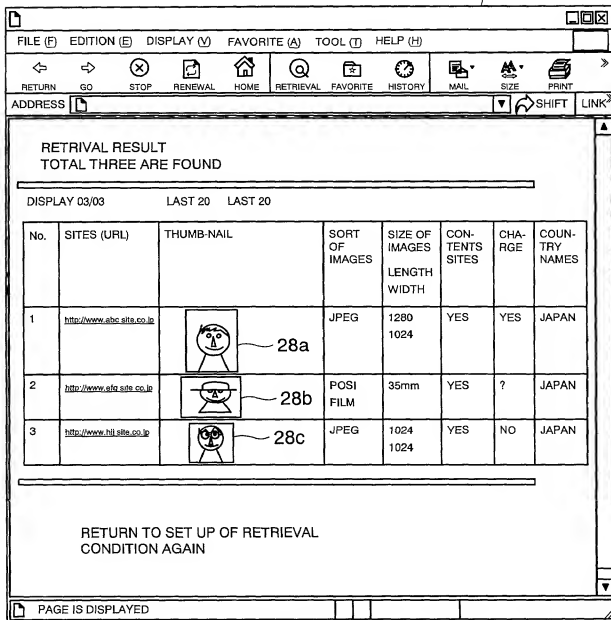 FILE (F) EDITION (E) DISPLAY (V) FAVORITE (A) TOOL (T) HELP (H)
RETURN GO STOP RENEWAL HOME RETRIEVAL FAVORITE HISTORY MAIL SIZE PRINT
ADDRESS SHIFT LINK
RETRIVAL RESULT
TOTAL THREE ARE FOUND
DISPLAY 03/03 LAST 20 LAST 20
No. SITES (URL) THUMB-NAIL SORT OF IMAGES SIZE OF IMAGES LENGTH WIDTH CON-TENTS SITES CHA-RGE COUN-TRY NAMES
1 http://www.abc site.co.jp 28a JPEG 1280 1024 YES YES JAPAN
2 http://www.efg site.co.jp 28b POSI FILM 35mm YES ? JAPAN
3 http://www.hij site.co.jp 28c JPEG 1024 1024 YES NO JAPAN
RETURN TO SET UP OF RETRIEVAL
CONDITION AGAIN
PAGE IS DISPLAYED